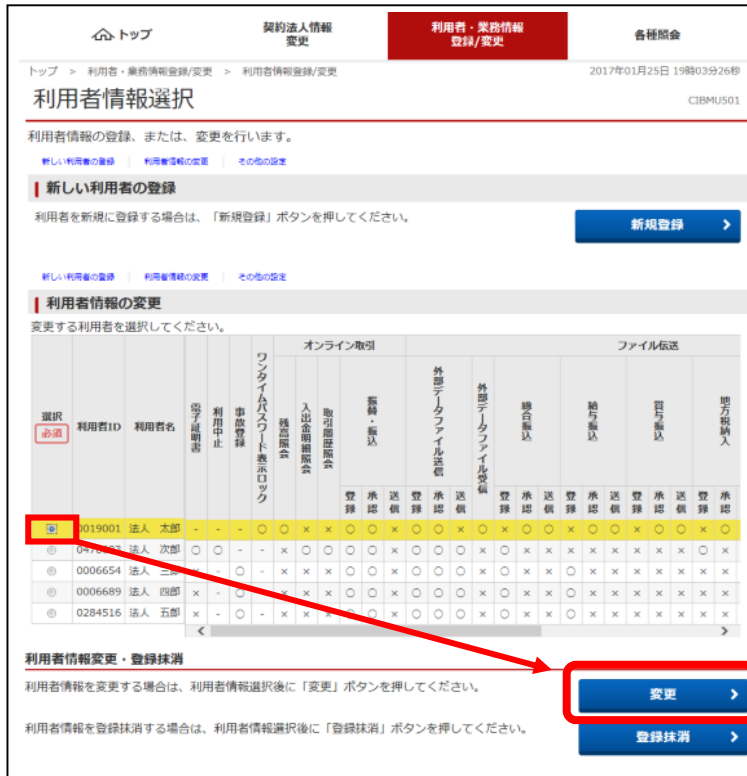 トップ
契約法人情報
変更
利用者・業務情報
登録/変更
各種照会
トップ > 利用者・業務情報登録/変更 > 利用者情報登録/変更
2017年01月25日 19時03分26秒
利用者情報選択
CIBMU501
利用者情報の登録、または、変更を行います。
新しい利用者の登録 | 利用者情報の変更 | その他の設定
新しい利用者の登録
利用者を新規に登録する場合は、「新規登録」ボタンを押してください。
新規登録
新しい利用者の登録 | 利用者情報の変更 | その他の設定
利用者情報の変更
変更する利用者を選択してください。
オンライン取引 ファイル伝送
選択
必須
利用者ID
利用者名
電子証明書
利用中止
事故登録
ワンタイムパスワード表示ロック
残高照会
入出金明細照会
取引履歴照会
振替・振込
外部データファイル送信
外部データファイル受信
総合振込
給与振込
賞与振込
地方税納入
登録 承認 送信 登録 承認 送信 登録 承認 送信 登録 承認 送信 登録 承認 送信 登録 承認
0019001 法人 太郎 - - - ○ ○ × × ○ ○ × ○ ○ × ○ × ○ ○ × ○ ○ × ○ ○ × ○
法人 次郎 ○ ○ - - × ○ ○ ○ ○ × ○ ○ ○ × ○ × × × × × × × × ○ ×
0006654 法人 三郎 × - ○ - × × × ○ ○ × ○ ○ ○ × ○ × × ○ × × × × × × ×
0006689 法人 四郎 × - ○ × × × ○ ○ × ○ ○ ○ × ○ × × ○ × × × × × × ×
0284516 法人 五郎 × - ○ - × × × ○ ○ × ○ ○ ○ × ○ × × ○ × × × × × × ×
利用者情報変更・登録抹消
利用者情報を変更する場合は、利用者情報選択後に「変更」ボタンを押してください。
変更
利用者情報を登録抹消する場合は、利用者情報選択後に「登録抹消」ボタンを押してください。
登録抹消